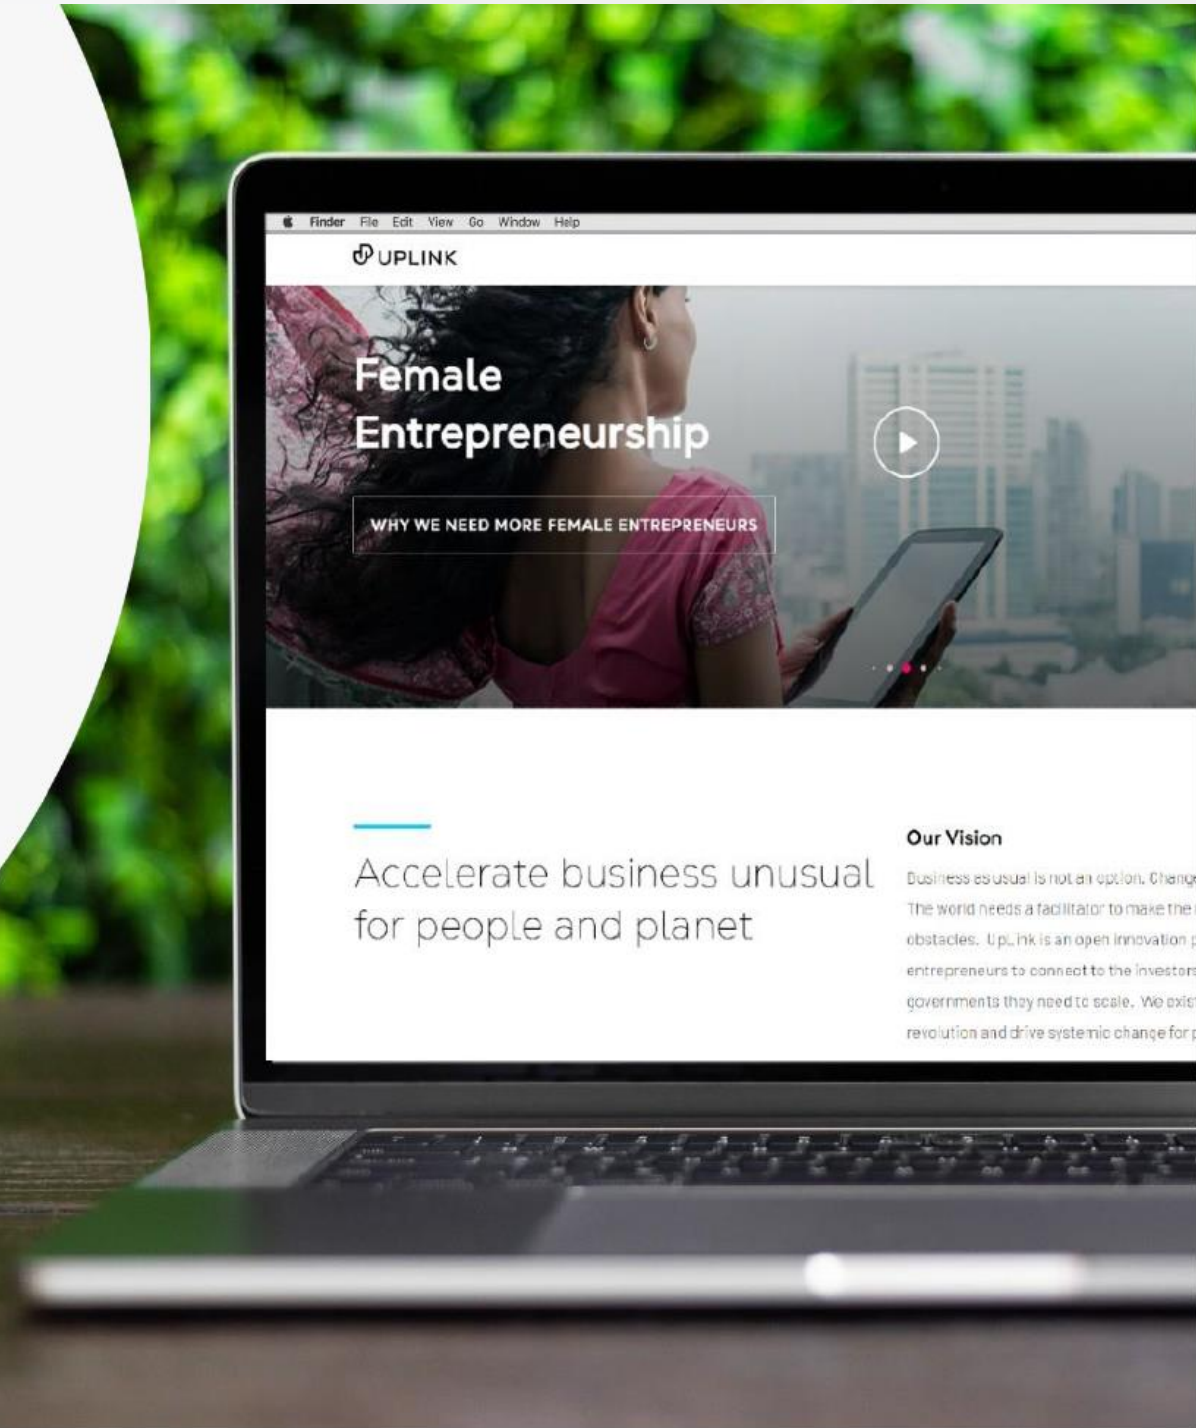 Finder File Edit View Go Window Help
UPLINK
Female
Entrepreneurship
WHY WE NEED MORE FEMALE ENTREPRENEURS
Accelerate business unusual
for people and planet
Our Vision
Business as usual is not an option. Change
The world needs a facilitator to make the
obstacles. UpLink is an open innovation
entrepreneurs to connect to the investors
governments they need to scale. We exist
revolution and drive systemic change for